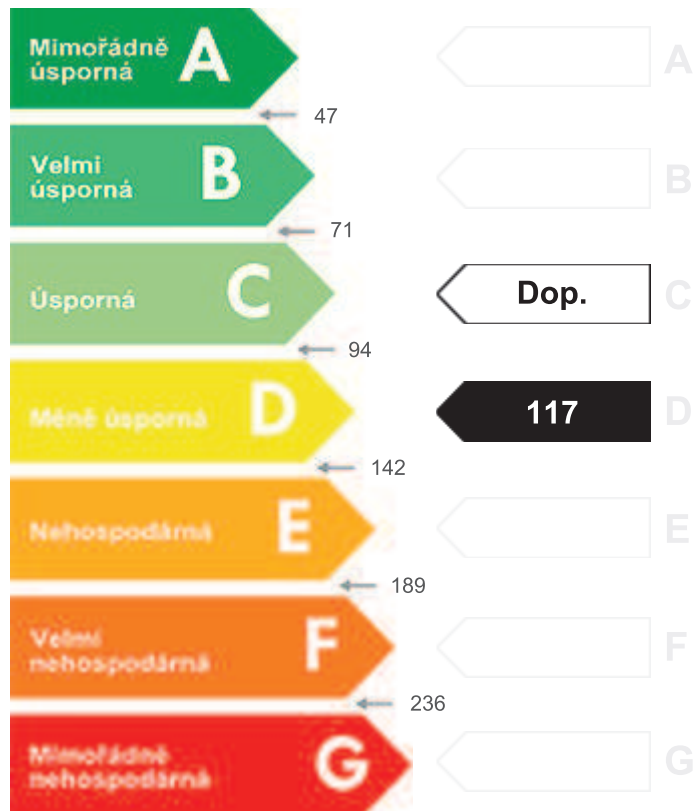 Mimořádně
úsporná
A
A
47
Velmi
úsporná
B
B
71
Úsporná
C
Dop.
C
94
Méně úsporná
D
117
D
142
Nehospodárná
E
E
189
Velmi
nehospodárná
F
F
236
Mimořádně
nehospodárná
G
G